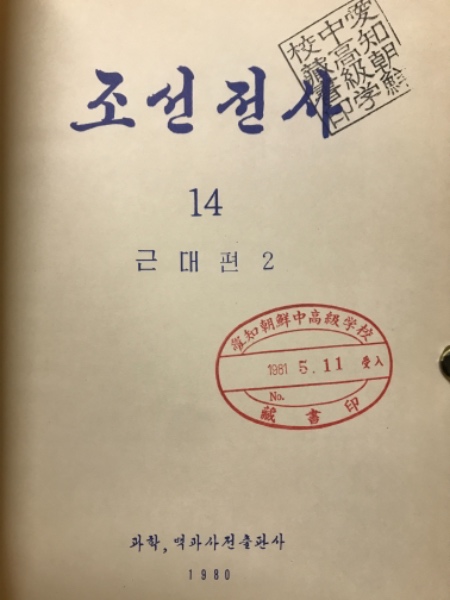 愛知朝鮮
中高級学
校藏書印
조선전사
14
근대편 2
愛知朝鮮中高級学校
1981 5.11 受入
No.
蔵書印
과학, 백과사전출판사
1980